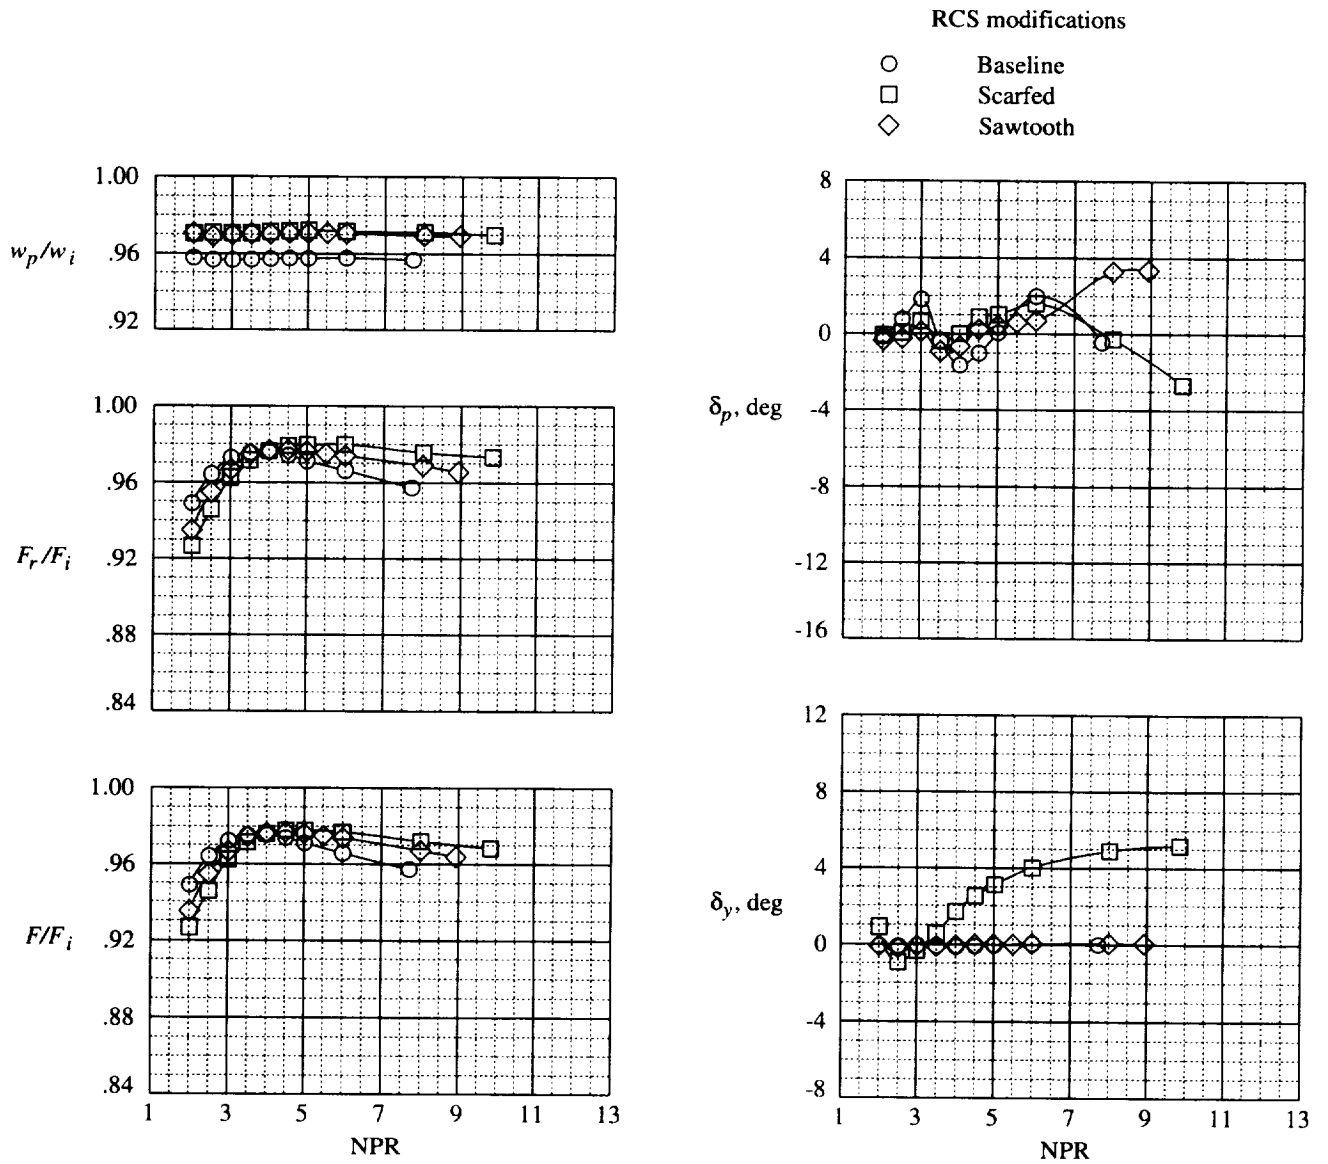 RCS modifications
Baseline
Scarfed
Sawtooth
1.00
.96
.92
w_p/w_i
1.00
.96
.92
.88
.84
F_r/F_i
1.00
.96
.92
.88
.84
F/F_i
1 3 5 7 9 11 13
NPR
8
4
0
-4
-8
-12
-16
δ_p, deg
12
8
4
0
-4
-8
δ_y, deg
1 3 5 7 9 11 13
NPR